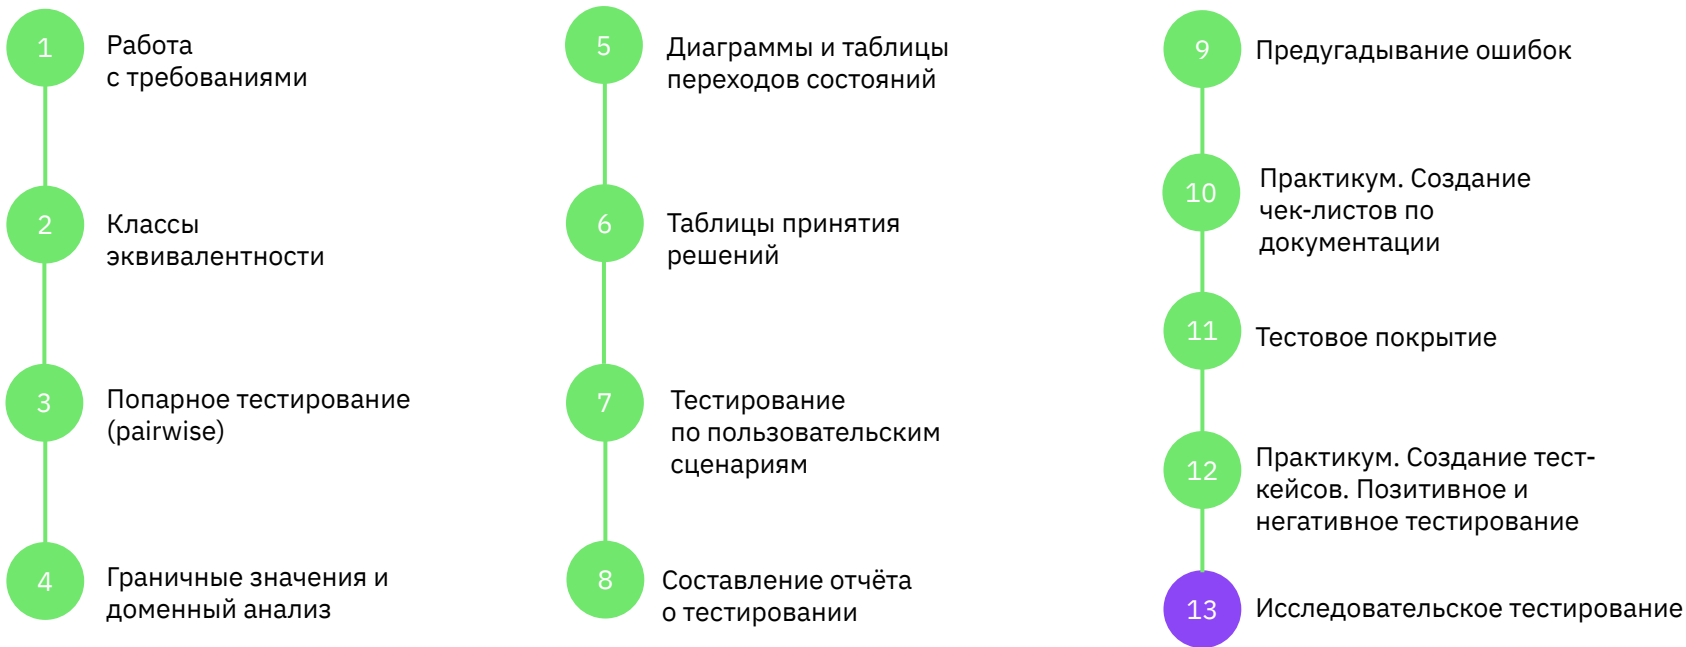 1
Работа
с требованиями
2
Классы
эквивалентности
3
Попарное тестирование
(pairwise)
4
Граничные значения и
доменный анализ
5
Диаграммы и таблицы
переходов состояний
6
Таблицы принятия
решений
7
Тестирование
по пользовательским
сценариям
8
Составление отчёта
о тестировании
9
Предугадывание ошибок
10
Практикум. Создание
чек-листов по
документации
11
Тестовое покрытие
12
Практикум. Создание тест-
кейсов. Позитивное и
негативное тестирование
13
Исследовательское тестирование